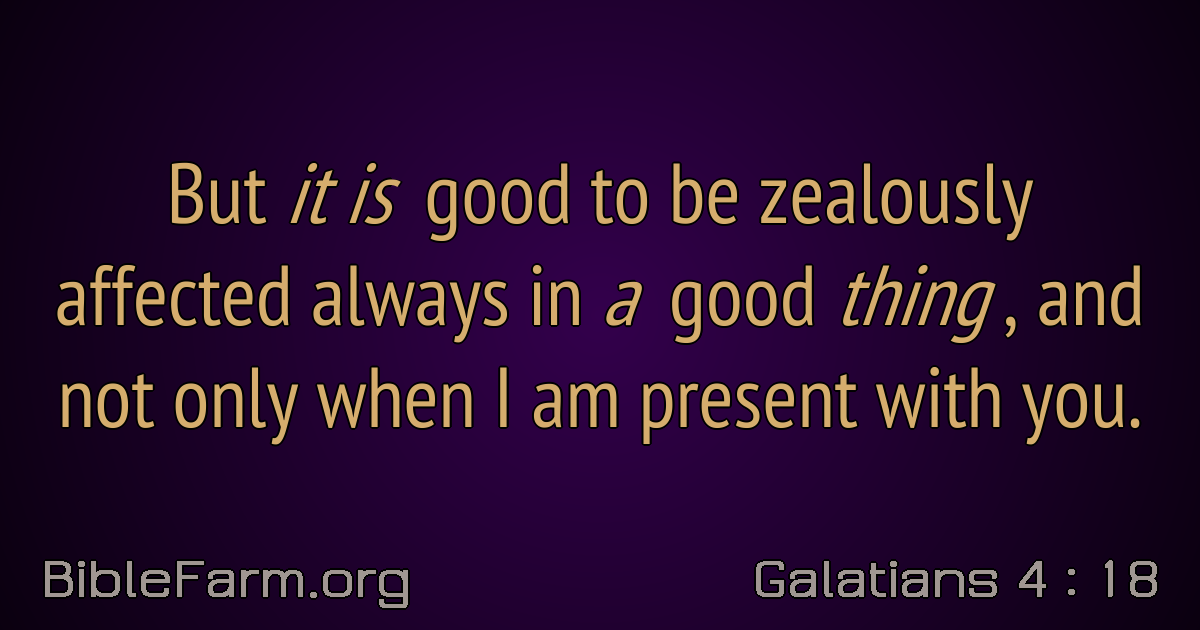 But it is good to be zealously
affected always in a good thing , and
not only when I am present with you.
BibleFarm.org
Galatians 4 : 18